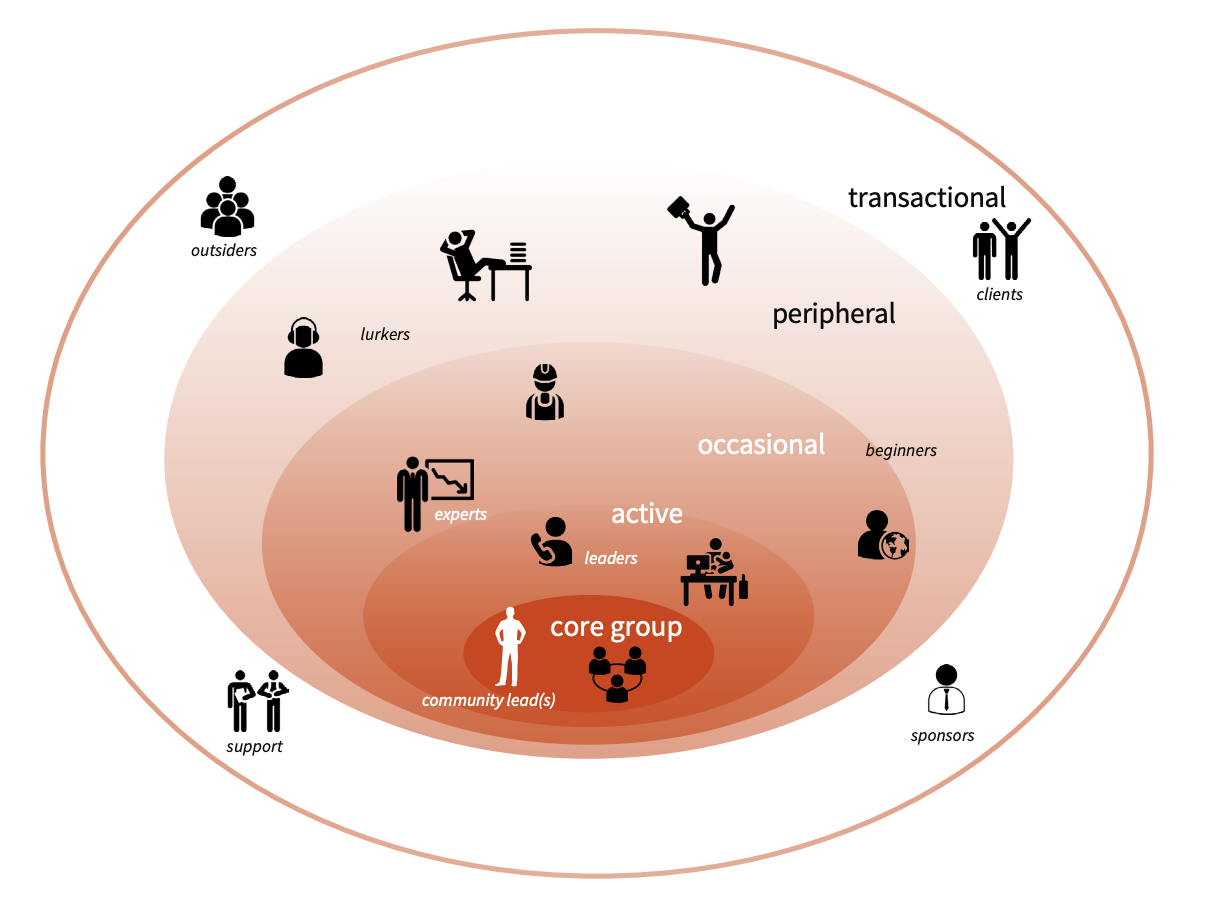 transactional
outsiders
clients
peripheral
lurkers
occasional
beginners
active
experts
leaders
core group
community lead(s)
sponsors
support